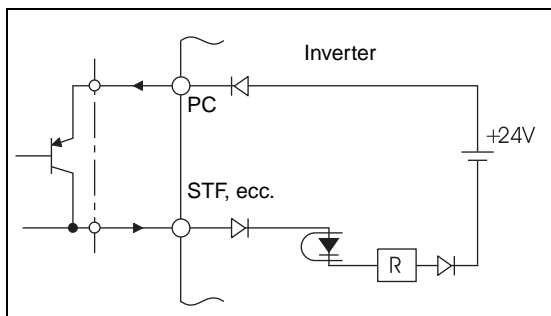 Inverter
PC
+24V
STF, ecc.
R